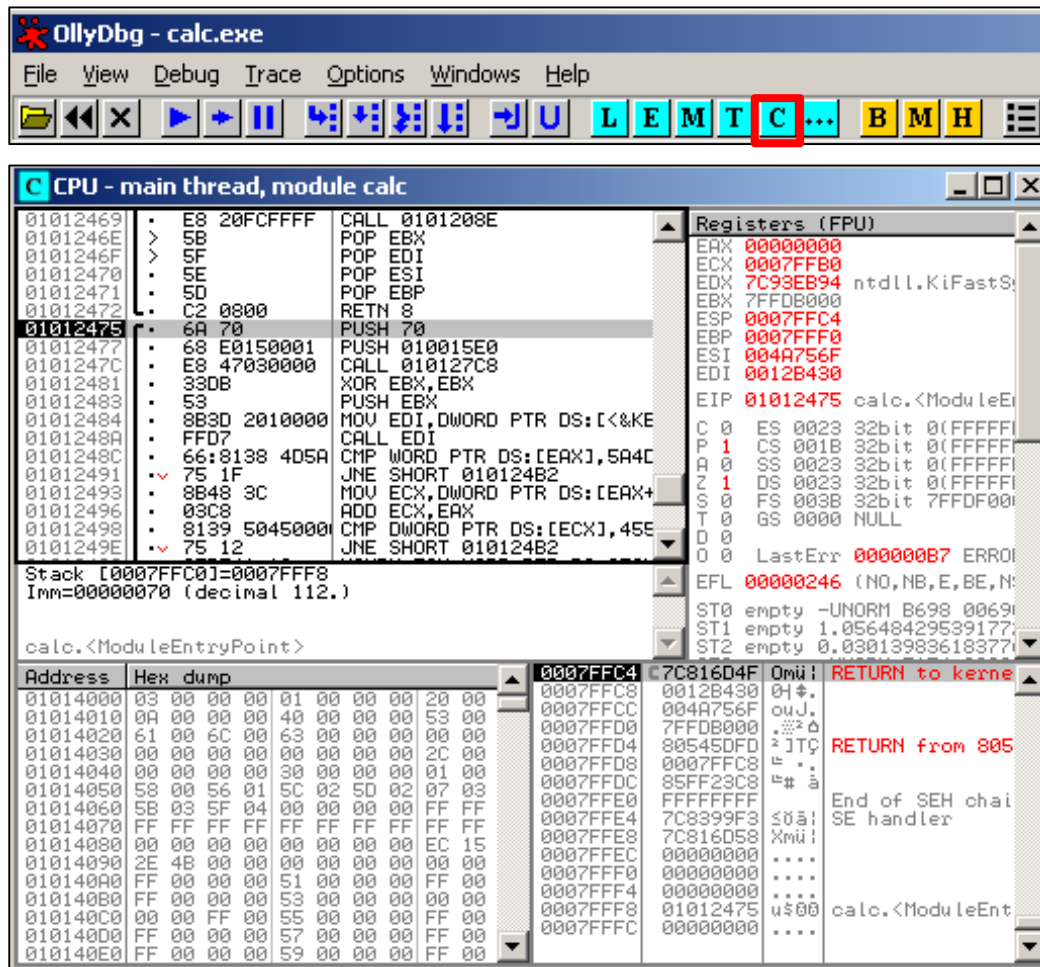 OllyDbg - calc.exe
File View Debug Trace Options Windows Help
L E M T C ... B M H
C CPU - main thread, module calc
01012469 · E8 20FCFFFF CALL 0101208E
0101246E > 5B POP EBX
0101246F > 5F POP EDI
01012470 · 5E POP ESI
01012471 · 5D POP EBP
01012472 · C2 0800 RETN 8
01012475 · 6A 70 PUSH 70
01012477 · 68 E0150001 PUSH 010015E0
0101247C · E8 47030000 CALL 010127C8
01012481 · 33DB XOR EBX,EBX
01012483 · 53 PUSH EBX
01012484 · 8B3D 2010000 MOV EDI,DWORD PTR DS:[<&KE
0101248A · FFD7 CALL EDI
0101248C · 66:8138 4D5A CMP WORD PTR DS:[EAX],5A4D
01012491 · 75 1F JNE SHORT 010124B2
01012493 · 8B48 3C MOV ECX,DWORD PTR DS:[EAX+
01012496 · 03C8 ADD ECX,EAX
01012498 · 8139 50450000 CMP DWORD PTR DS:[ECX],455
0101249E · 75 12 JNE SHORT 010124B2
Stack [0007FFC0]=0007FFF8
Imm=00000070 (decimal 112.)
calc.<ModuleEntryPoint>
Registers (FPU)
EAX 00000000
ECX 0007FFB0
EDX 7C93EB94 ntdll.KiFastSy
EBX 7FFDB000
ESP 0007FFC4
EBP 0007FFF0
ESI 004A756F
EDI 0012B430
EIP 01012475 calc.<ModuleEn
C 0 ES 0023 32bit 0(FFFFFF
P 1 CS 001B 32bit 0(FFFFFF
A 0 SS 0023 32bit 0(FFFFFF
Z 1 DS 0023 32bit 0(FFFFFF
S 0 FS 003B 32bit 7FFDF000
T 0 GS 0000 NULL
D 0
O 0 LastErr 000000B7 ERROR
EFL 00000246 (NO,NB,E,BE,NS
ST0 empty -UNORM B698 00690
ST1 empty 1.056484295391772
ST2 empty 0.03013983618377
Address Hex dump
01014000 03 00 00 00 01 00 00 00 20 00
01014010 0A 00 00 00 40 00 00 00 53 00
01014020 61 00 6C 00 63 00 00 00 00 00
01014030 00 00 00 00 00 00 00 00 2C 00
01014040 00 00 00 00 30 00 00 00 01 00
01014050 58 00 56 01 5C 02 5D 02 07 03
01014060 5B 03 5F 04 00 00 00 00 FF FF
01014070 FF FF FF FF FF FF FF FF FF FF
01014080 00 00 00 00 00 00 00 00 EC 15
01014090 2E 4B 00 00 00 00 00 00 00 00
010140A0 FF 00 00 00 51 00 00 00 FF 00
010140B0 FF 00 00 00 53 00 00 00 00 00
010140C0 00 00 FF 00 55 00 00 00 FF 00
010140D0 FF 00 00 00 57 00 00 00 FF 00
010140E0 FF 00 00 00 59 00 00 00 FF 00
0007FFC4 7C816D4F Omü¦ RETURN to kerne
0007FFC8 0012B430
0007FFCC 004A756F ouJ.
0007FFD0 7FFDB000
0007FFD4 80545DFD ²]TÇ RETURN from 805
0007FFD8 0007FFC8
0007FFDC 85FF23C8
0007FFE0 FFFFFFFF End of SEH chai
0007FFE4 7C8399F3 ≤Öâ¦ SE handler
0007FFE8 7C816D58 Xmü¦
0007FFEC 00000000 ....
0007FFF0 00000000 ....
0007FFF4 00000000 ....
0007FFF8 01012475 calc.<ModuleEnt
0007FFFC 00000000 ....